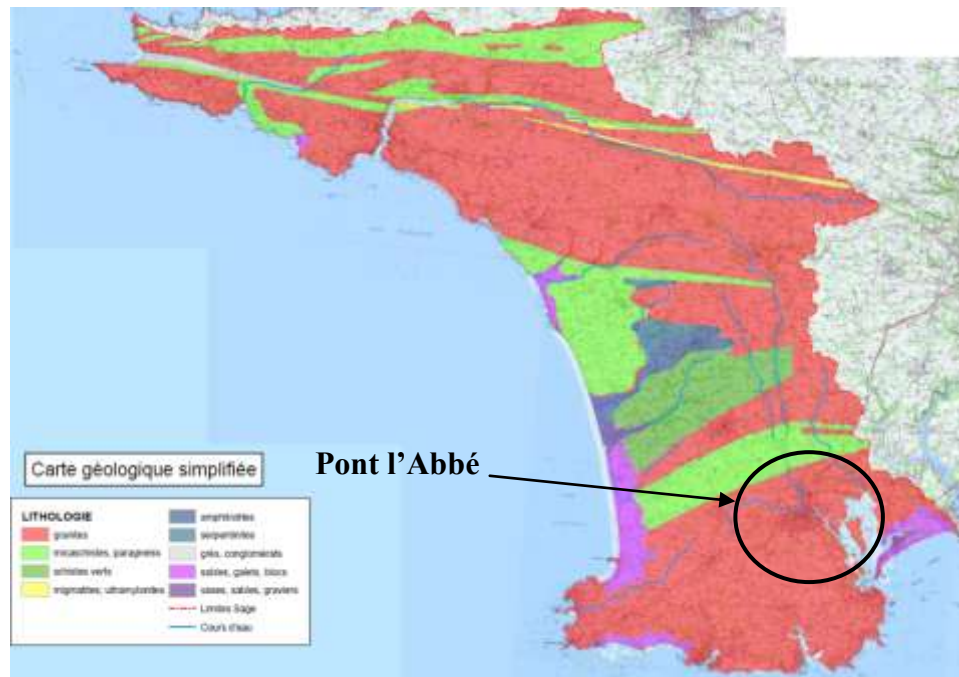 Pont l'Abbé
Carte géologique simplifiée
LITHOLOGIE
granites
micaschistes, paragneiss
schistes verts
migmatites, ultramylonites
amphibolites
serpentinites
grès, conglomérats
sables, galets, blocs
vases, sables, graviers
Limites Sage
Cours d'eau